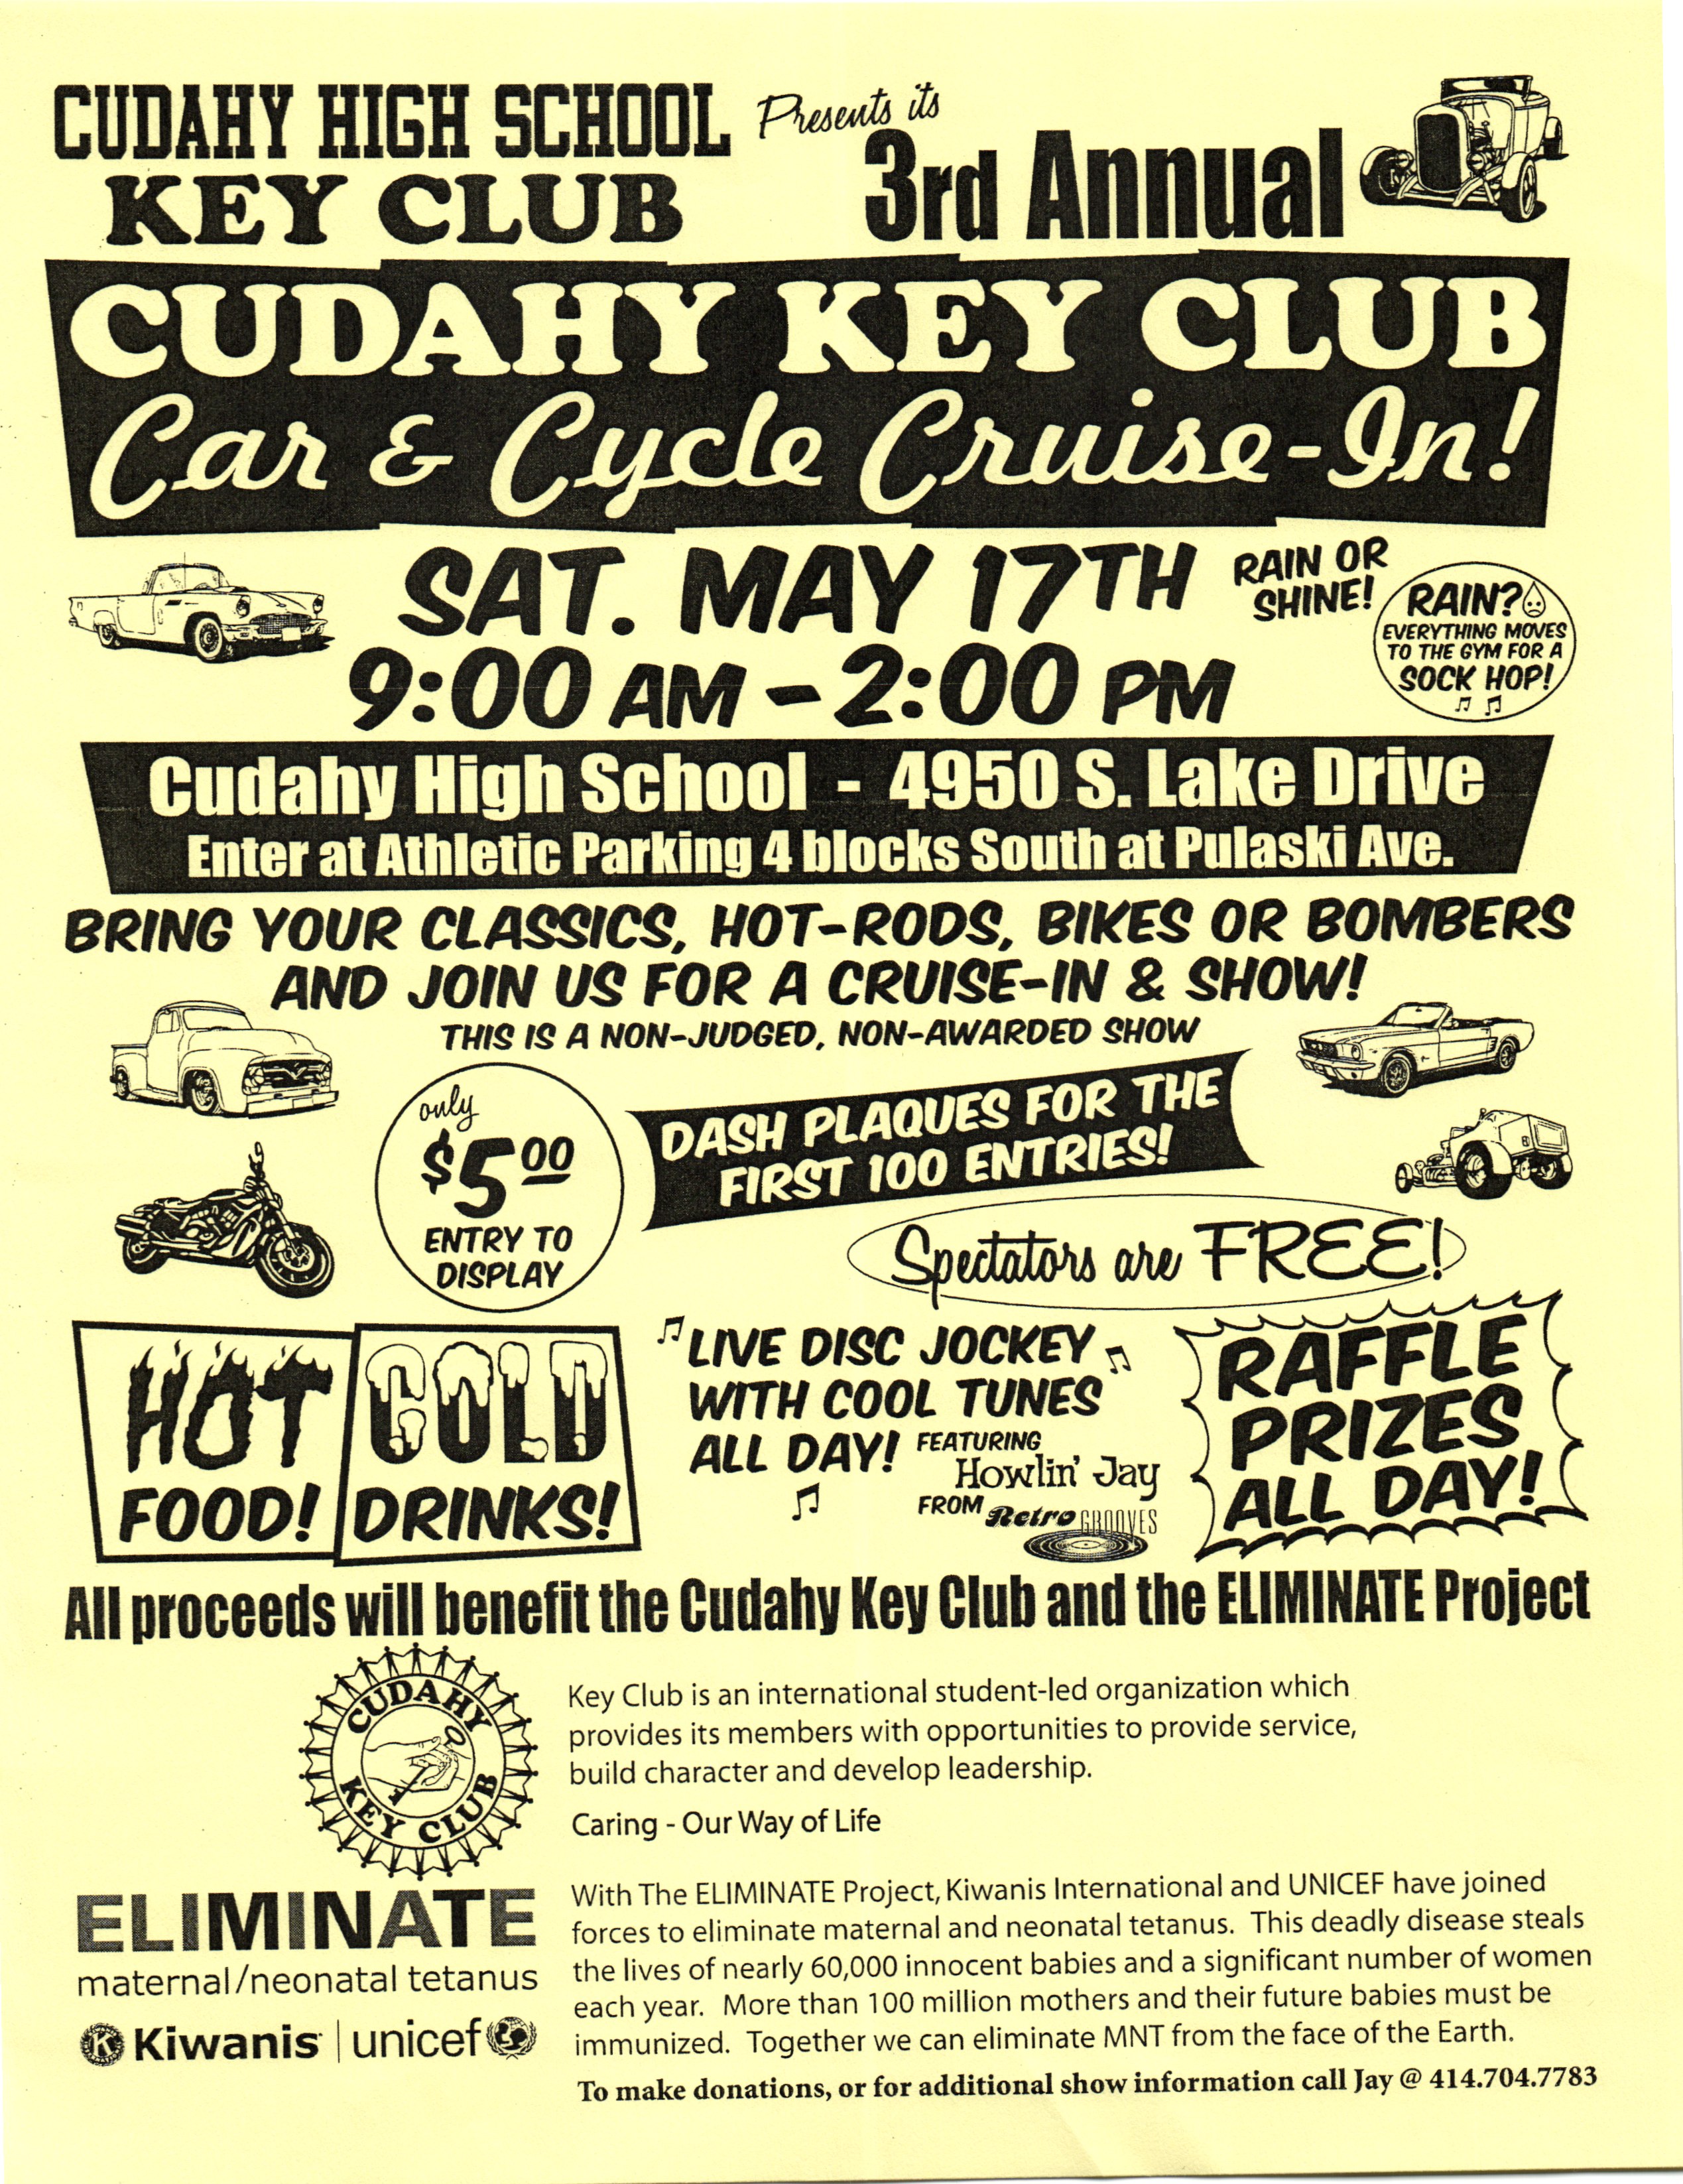 CUDAHY HIGH SCHOOL
KEY CLUB
Presents its
3rd Annual
CUDAHY KEY CLUB
Car & Cycle Cruise-In!
SAT. MAY 17TH
RAIN OR
SHINE!
9:00 AM - 2:00 PM
RAIN?
EVERYTHING MOVES
TO THE GYM FOR A
SOCK HOP!
Cudahy High School - 4950 S. Lake Drive
Enter at Athletic Parking 4 blocks South at Pulaski Ave.
BRING YOUR CLASSICS, HOT-RODS, BIKES OR BOMBERS
AND JOIN US FOR A CRUISE-IN & SHOW!
THIS IS A NON-JUDGED, NON-AWARDED SHOW
only
$5 00
ENTRY TO
DISPLAY
DASH PLAQUES FOR THE
FIRST 100 ENTRIES!
Spectators are FREE!
HOT
FOOD!
COLD
DRINKS!
LIVE DISC JOCKEY
WITH COOL TUNES
ALL DAY! FEATURING
Howlin' Jay
FROM Retro GROOVES
RAFFLE
PRIZES
ALL DAY!
All proceeds will benefit the Cudahy Key Club and the ELIMINATE Project
CUDAHY
KEY CLUB
Key Club is an international student-led organization which
provides its members with opportunities to provide service,
build character and develop leadership.
Caring - Our Way of Life
ELIMINATE
maternal/neonatal tetanus
K Kiwanis | unicef
With The ELIMINATE Project, Kiwanis International and UNICEF have joined
forces to eliminate maternal and neonatal tetanus. This deadly disease steals
the lives of nearly 60,000 innocent babies and a significant number of women
each year. More than 100 million mothers and their future babies must be
immunized. Together we can eliminate MNT from the face of the Earth.
To make donations, or for additional show information call Jay @ 414.704.7783